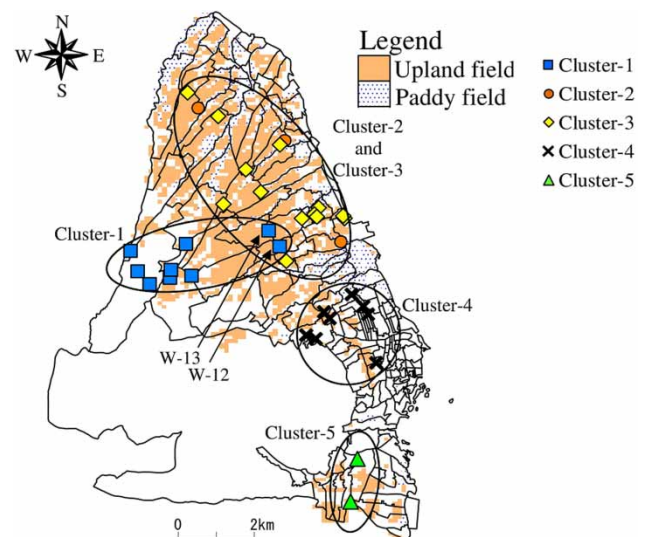 N
W E
S
Legend
Upland field
Paddy field
Cluster-1
Cluster-2
Cluster-3
Cluster-4
Cluster-5
Cluster-2
and
Cluster-3
Cluster-1
Cluster-4
W-13
W-12
Cluster-5
0 2km